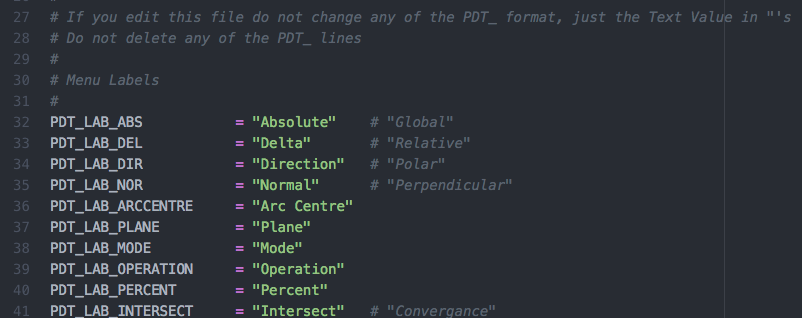 27 # If you edit this file do not change any of the PDT_ format, just the Text Value in "'s
28 # Do not delete any of the PDT_ lines
29 #
30 # Menu Labels
31 #
32 PDT_LAB_ABS = "Absolute" # "Global"
33 PDT_LAB_DEL = "Delta" # "Relative"
34 PDT_LAB_DIR = "Direction" # "Polar"
35 PDT_LAB_NOR = "Normal" # "Perpendicular"
36 PDT_LAB_ARCCENTRE = "Arc Centre"
37 PDT_LAB_PLANE = "Plane"
38 PDT_LAB_MODE = "Mode"
39 PDT_LAB_OPERATION = "Operation"
40 PDT_LAB_PERCENT = "Percent"
41 PDT_LAB_INTERSECT = "Intersect" # "Convergance"